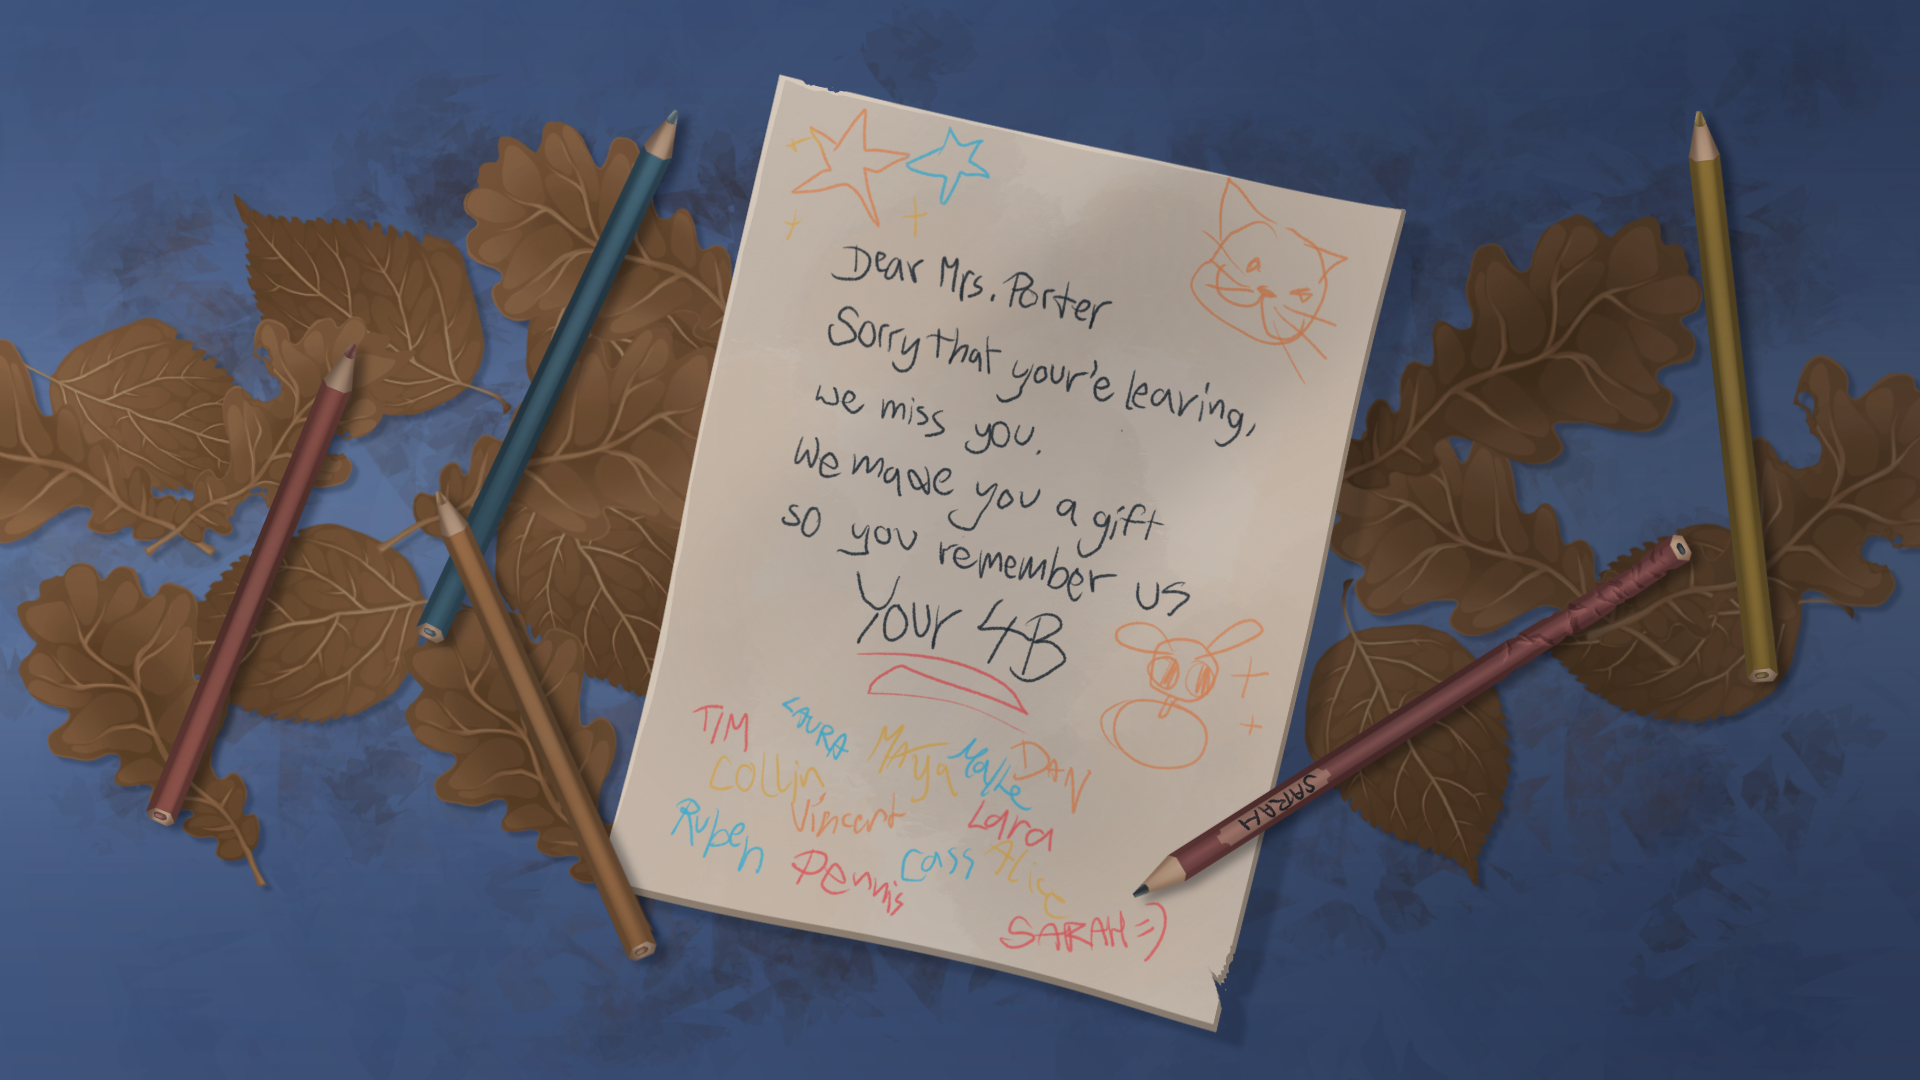 Dear Mrs. Porter
Sorry that your'e leaving,
we miss you.
We made you a gift
so you remember us
Your 4B
TIM LAURA MAya Malke DAN
Collin Vincent Lara
Ruben Dennis Cass Alice
SARAH =)
SARAH